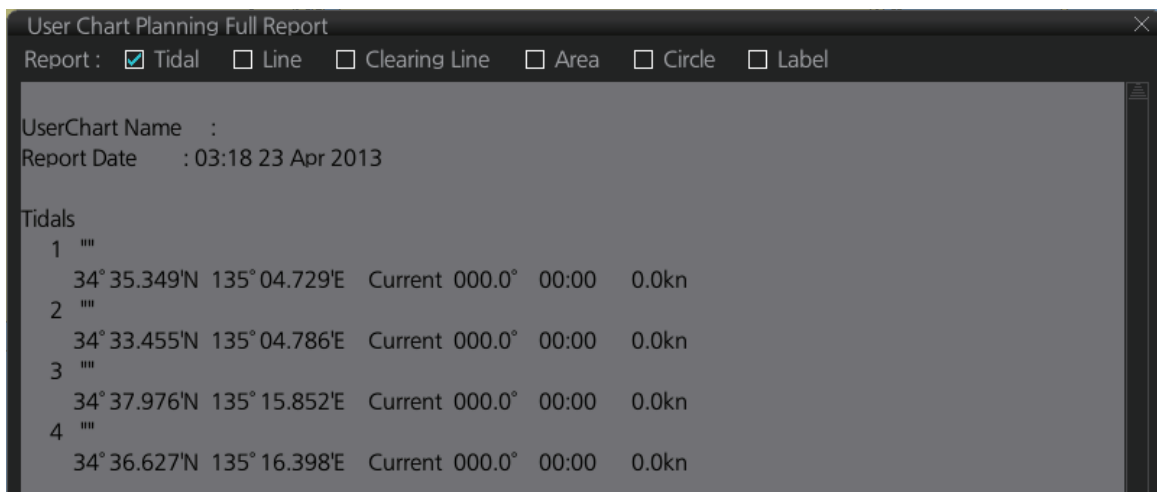 User Chart Planning Full Report
Report : Tidal Line Clearing Line Area Circle Label
UserChart Name :
Report Date : 03:18 23 Apr 2013
Tidals
1 ""
34°35.349'N 135°04.729'E Current 000.0° 00:00 0.0kn
2 ""
34°33.455'N 135°04.786'E Current 000.0° 00:00 0.0kn
3 ""
34°37.976'N 135°15.852'E Current 000.0° 00:00 0.0kn
4 ""
34°36.627'N 135°16.398'E Current 000.0° 00:00 0.0kn